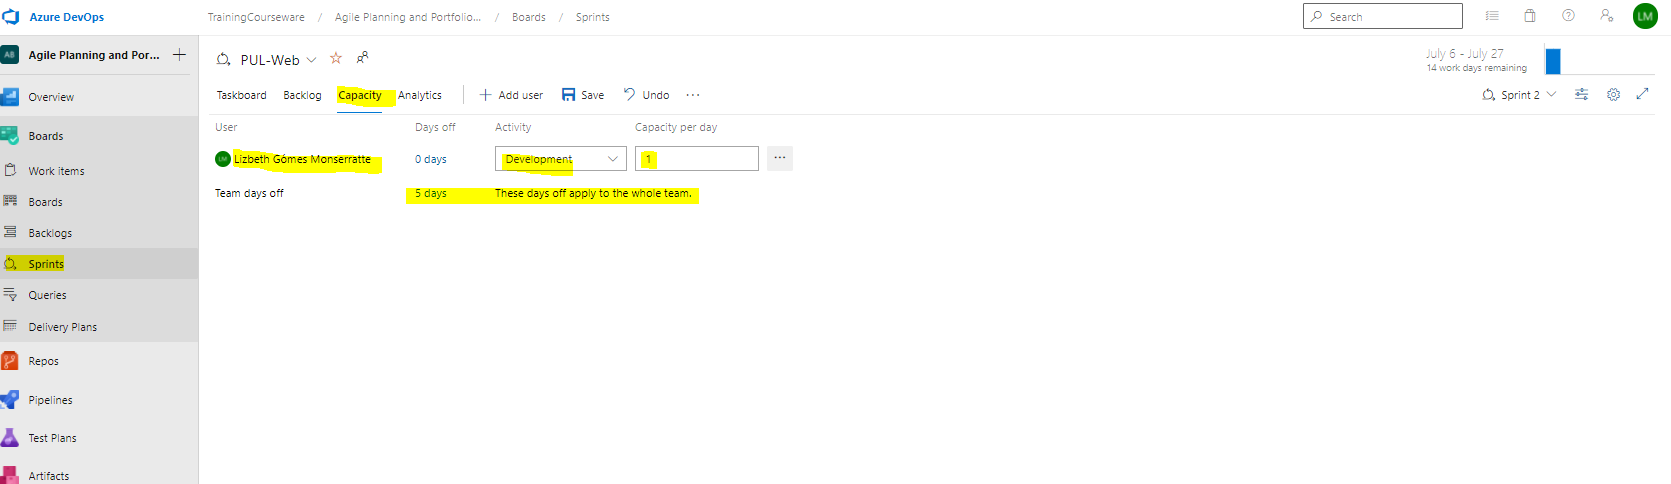 Azure DevOps
TrainingCourseware / Agile Planning and Portfolio... / Boards / Sprints
Search
LM
AB Agile Planning and Por...
PUL-Web
July 6 - July 27
14 work days remaining
Overview
Taskboard Backlog Capacity Analytics Add user Save Undo ...
Sprint 2
User Days off Activity Capacity per day
Boards
LM Lizbeth Gómes Monserratte 0 days Development 1 ...
Work items
Team days off 5 days These days off apply to the whole team.
Boards
Backlogs
Sprints
Queries
Delivery Plans
Repos
Pipelines
Test Plans
Artifacts